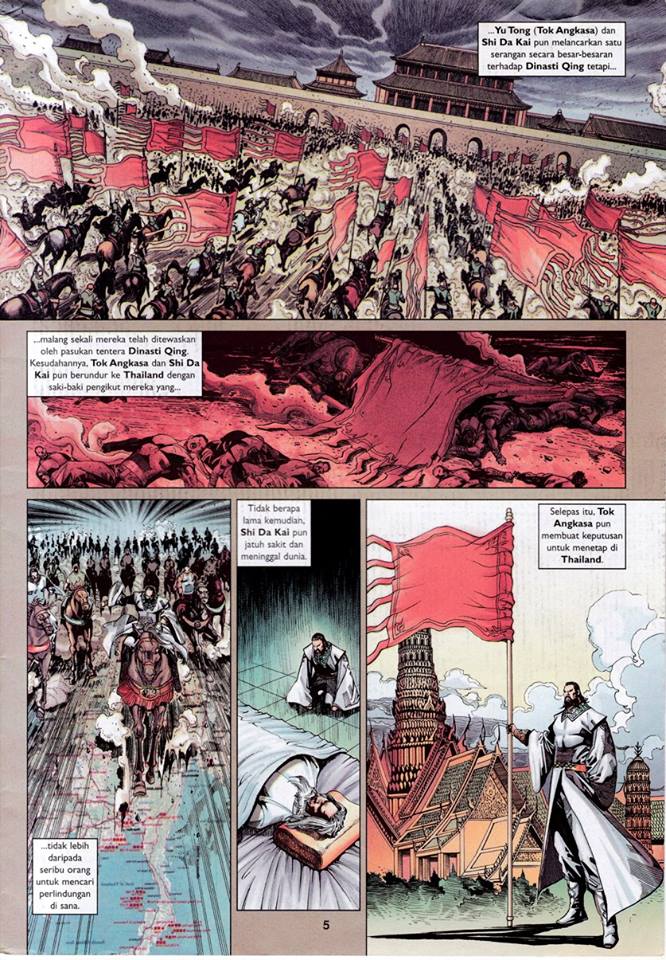 ...Yu Tong (Tok Angkasa) dan
Shi Da Kai pun melancarkan satu
serangan secara besar-besaran
terhadap Dinasti Qing tetapi...
...malang sekali mereka telah ditewaskan
oleh pasukan tentera Dinasti Qing.
Kesudahannya, Tok Angkasa dan Shi Da
Kai pun berundur ke Thailand dengan
saki-baki pengikut mereka yang...
...tidak lebih
daripada
seribu orang
untuk mencari
perlindungan
di sana.
Tidak berapa
lama kemudian,
Shi Da Kai pun
jatuh sakit dan
meninggal dunia.
Selepas itu, Tok
Angkasa pun
membuat keputusan
untuk menetap di
Thailand.
5